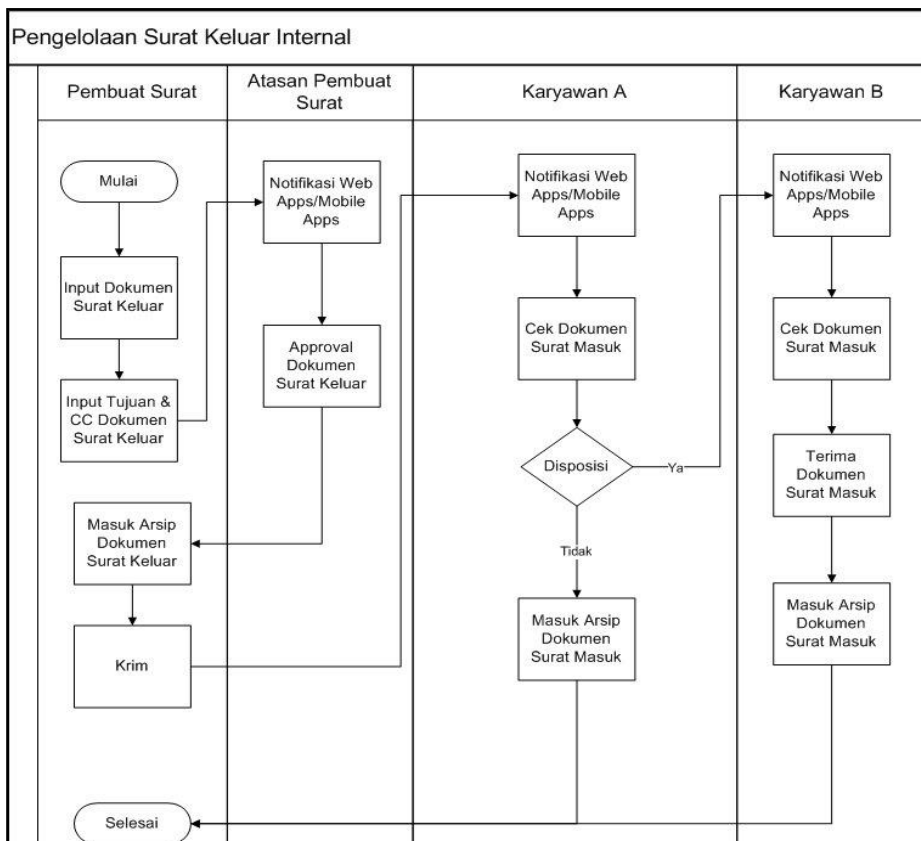 Pengelolaan Surat Keluar Internal
Pembuat Surat
Atasan Pembuat
Surat
Karyawan A
Karyawan B
Mulai
Input Dokumen
Surat Keluar
Input Tujuan &
CC Dokumen
Surat Keluar
Masuk Arsip
Dokumen
Surat Keluar
Krim
Selesai
Notifikasi Web
Apps/Mobile
Apps
Approval
Dokumen
Surat Keluar
Notifikasi Web
Apps/Mobile
Apps
Cek Dokumen
Surat Masuk
Disposisi
Ya
Tidak
Masuk Arsip
Dokumen
Surat Masuk
Notifikasi Web
Apps/Mobile
Apps
Cek Dokumen
Surat Masuk
Terima
Dokumen
Surat Masuk
Masuk Arsip
Dokumen
Surat Masuk